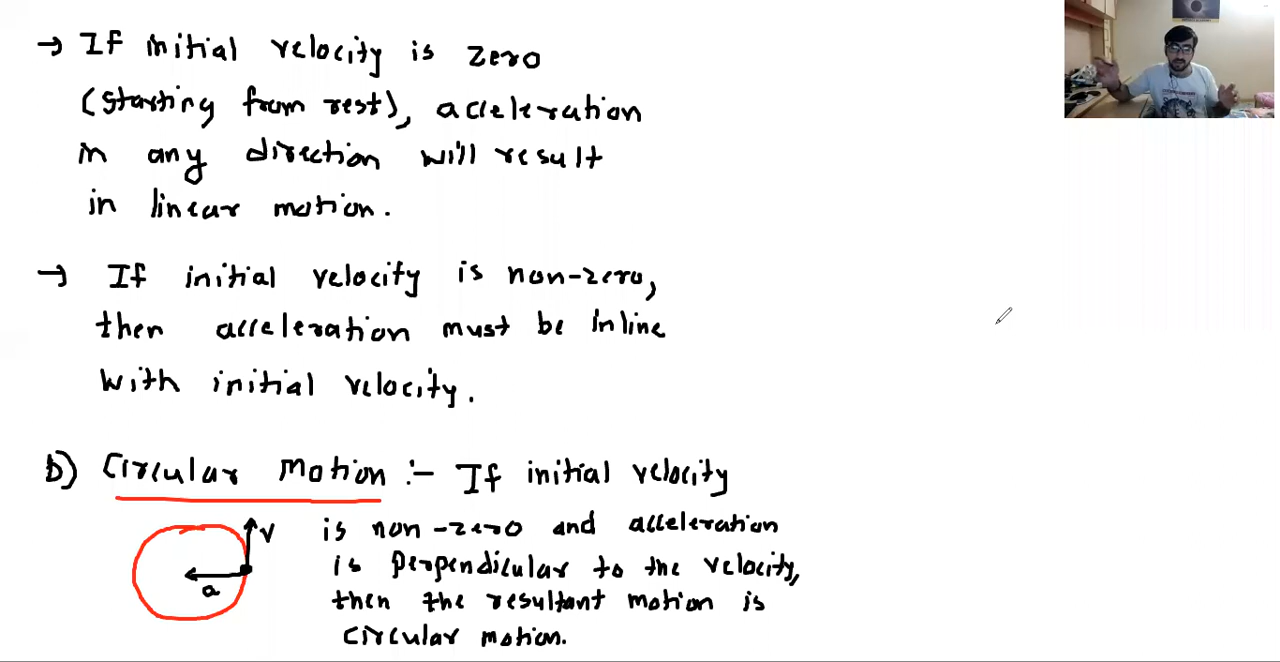 → If initial velocity is zero
(starting from rest), acceleration
in any direction will result
in linear motion.
→ If initial velocity is non-zero,
then acceleration must be inline
with initial velocity.
b) Circular Motion :- If initial velocity
is non-zero and acceleration
is perpendicular to the velocity,
then the resultant motion is
circular motion.
v
a